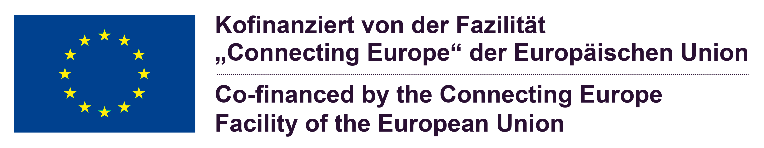 Kofinanziert von der Fazilität
„Connecting Europe“ der Europäischen Union
Co-financed by the Connecting Europe
Facility of the European Union